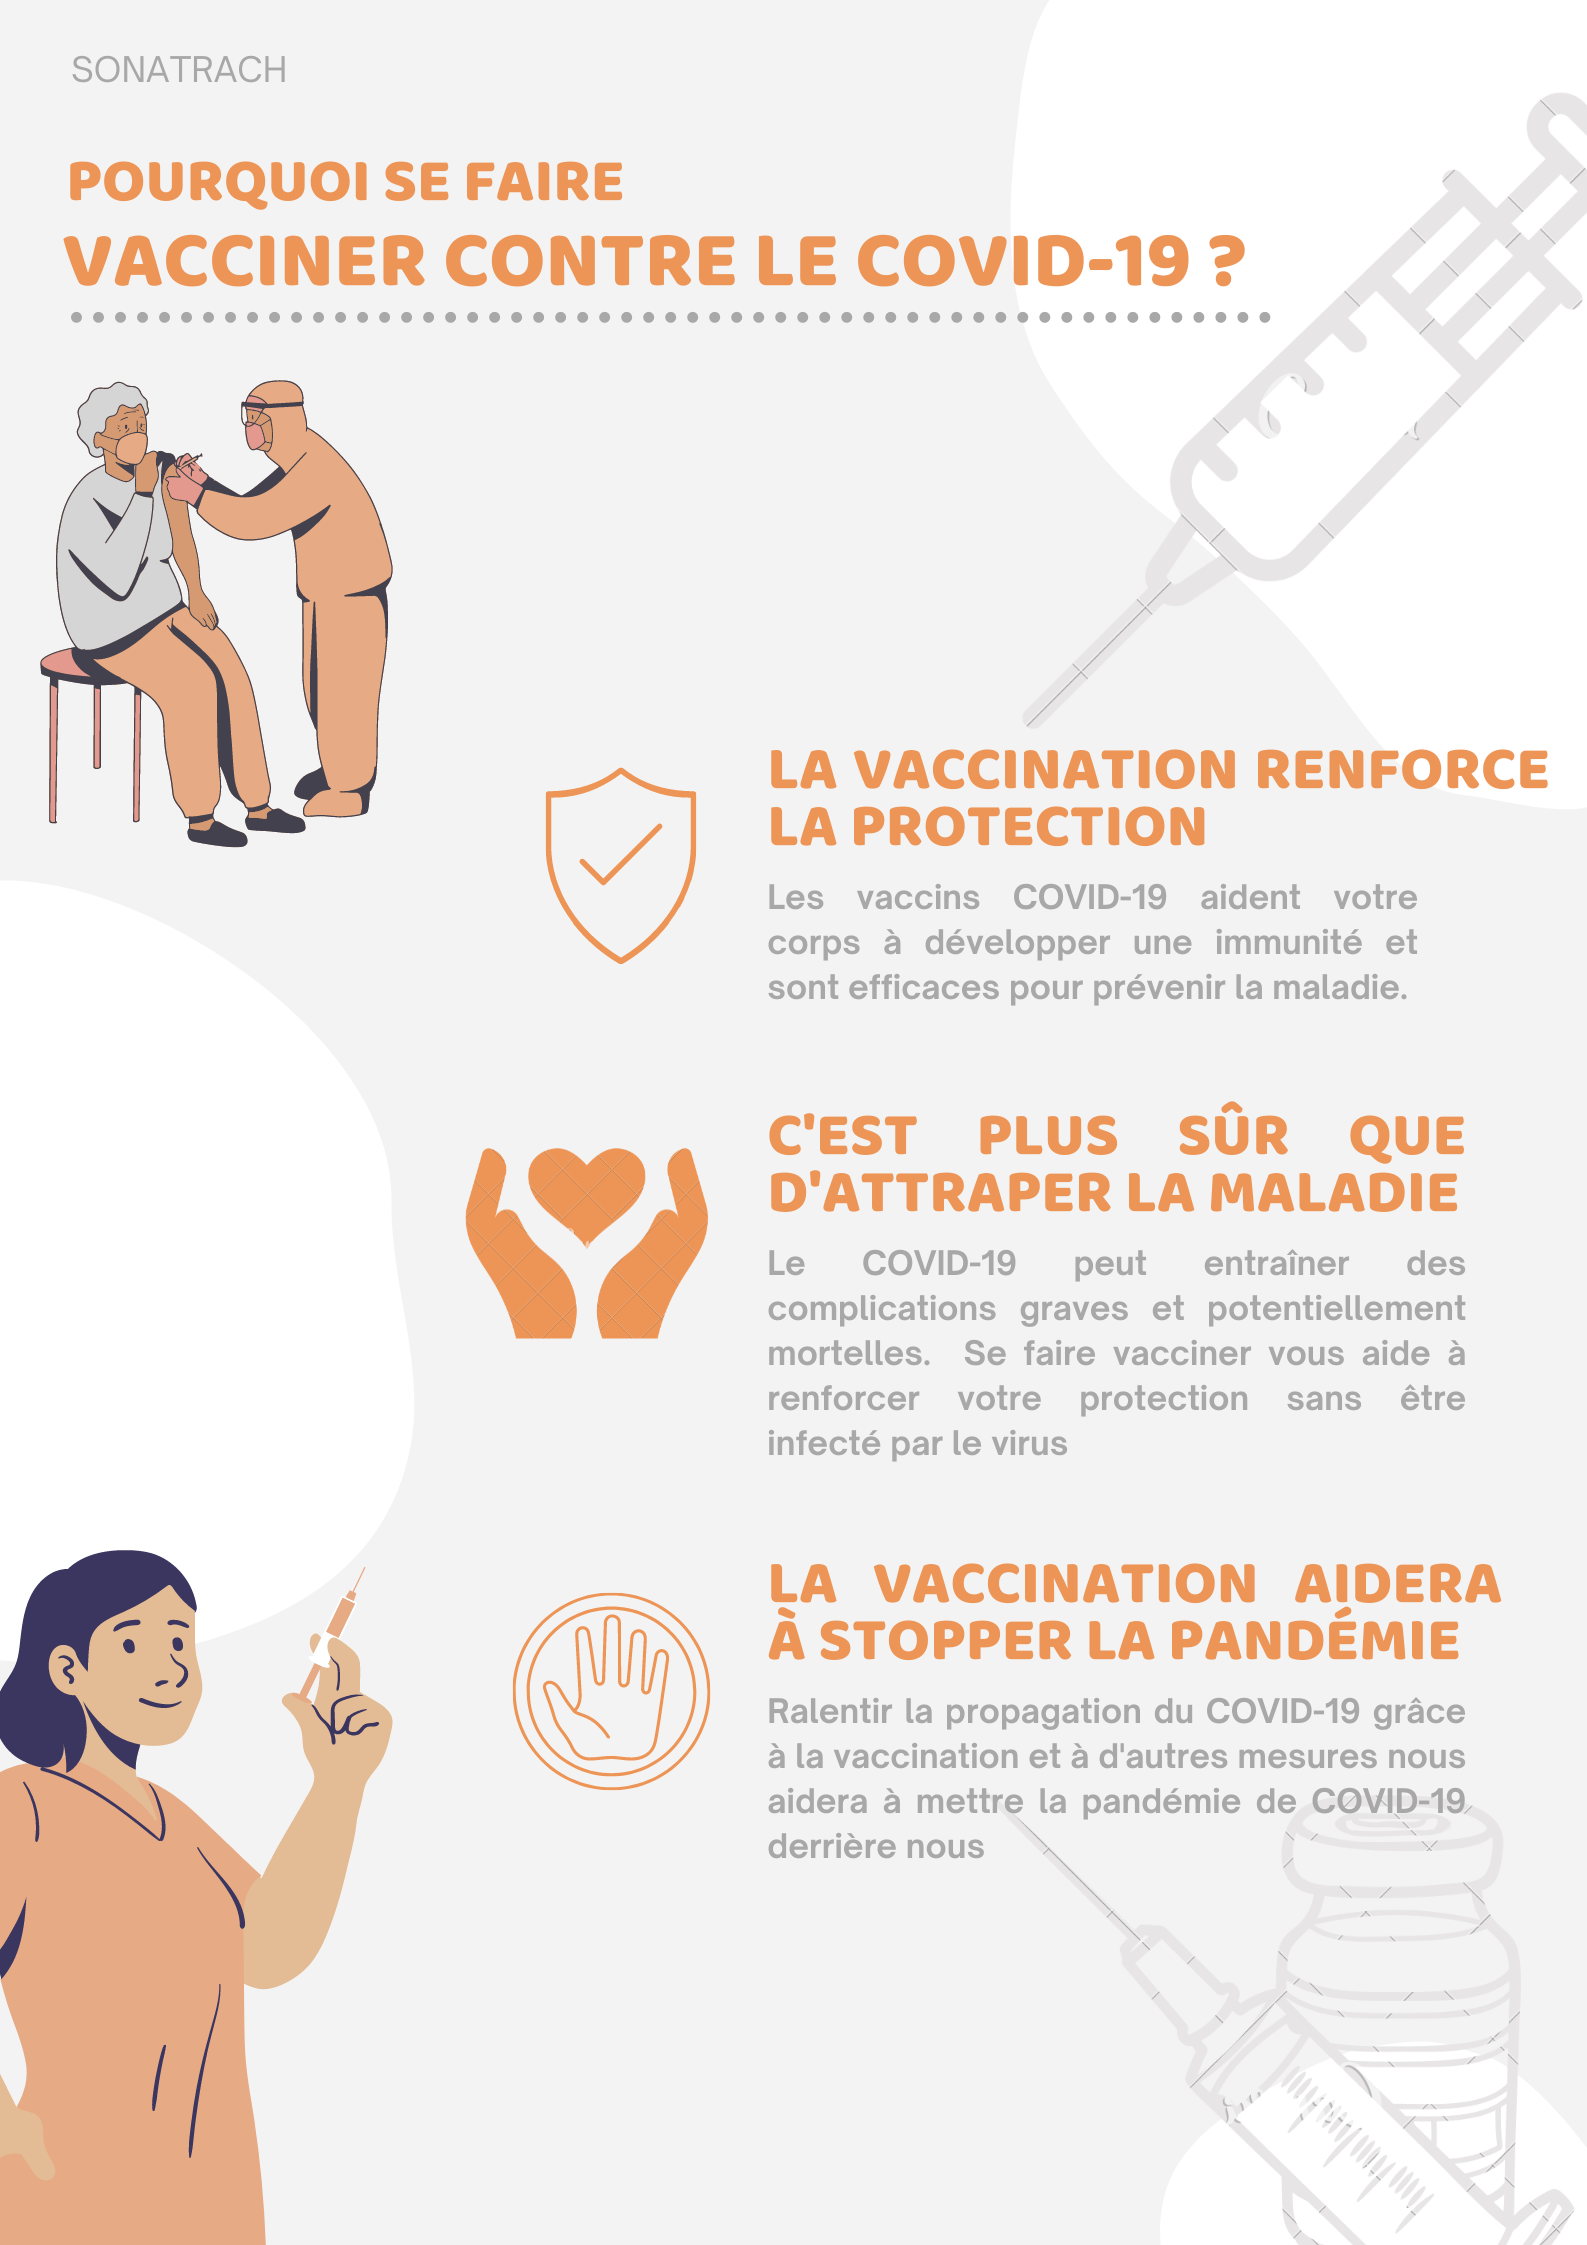 SONATRACH
POURQUOI SE FAIRE
VACCINER CONTRE LE COVID-19 ?
LA VACCINATION RENFORCE
LA PROTECTION
Les vaccins COVID-19 aident votre
corps à développer une immunité et
sont efficaces pour prévenir la maladie.
C'EST PLUS SÛR QUE
D'ATTRAPER LA MALADIE
Le COVID-19 peut entraîner des
complications graves et potentiellement
mortelles. Se faire vacciner vous aide à
renforcer votre protection sans être
infecté par le virus
LA VACCINATION AIDERA
À STOPPER LA PANDÉMIE
Ralentir la propagation du COVID-19 grâce
à la vaccination et à d'autres mesures nous
aidera à mettre la pandémie de COVID-19
derrière nous